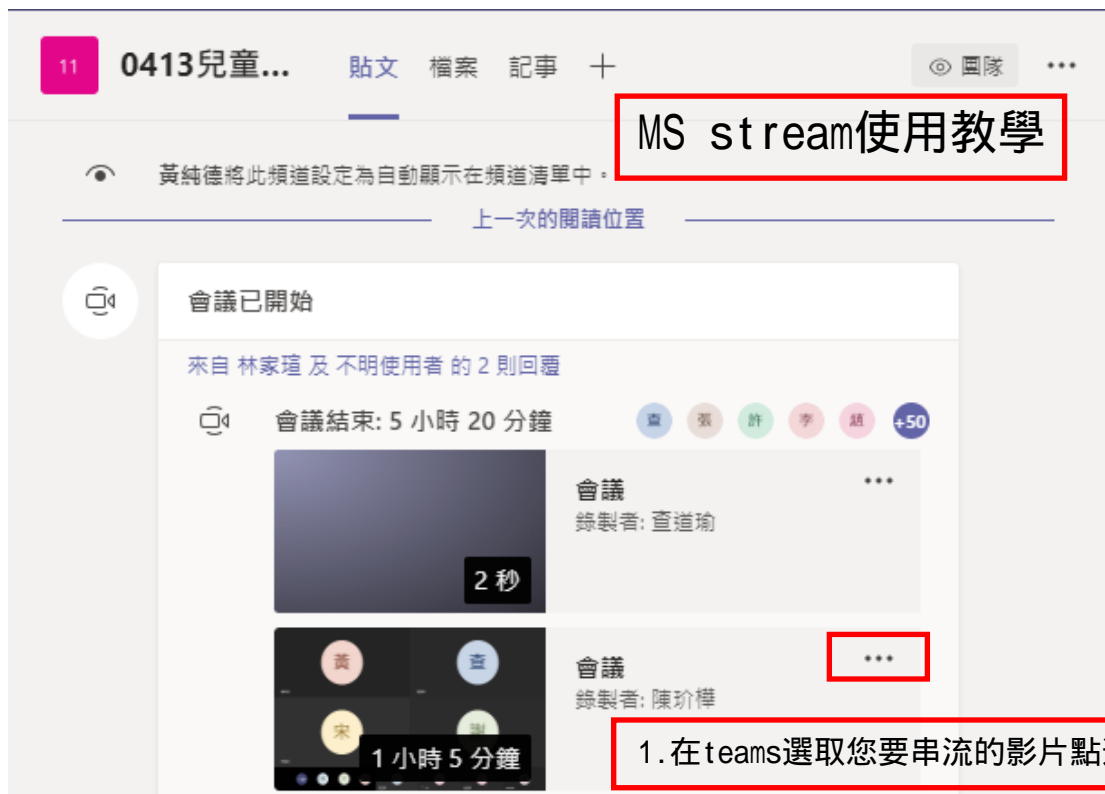 11 0413兒童... 貼文 檔案 記事 團隊
MS stream使用教學
黃純德將此頻道設定為自動顯示在頻道清單中。
上一次的閱讀位置
會議已開始
來自 林家瑄 及 不明使用者 的 2 則回覆
會議結束: 5 小時 20 分鐘 查 張 許 李 趙 +50
會議
錄製者: 查道瑜
2 秒
黃 查
會議
錄製者: 陳玠樺
宋 謝
1 小時 5 分鐘
1.在teams選取您要串流的影片點